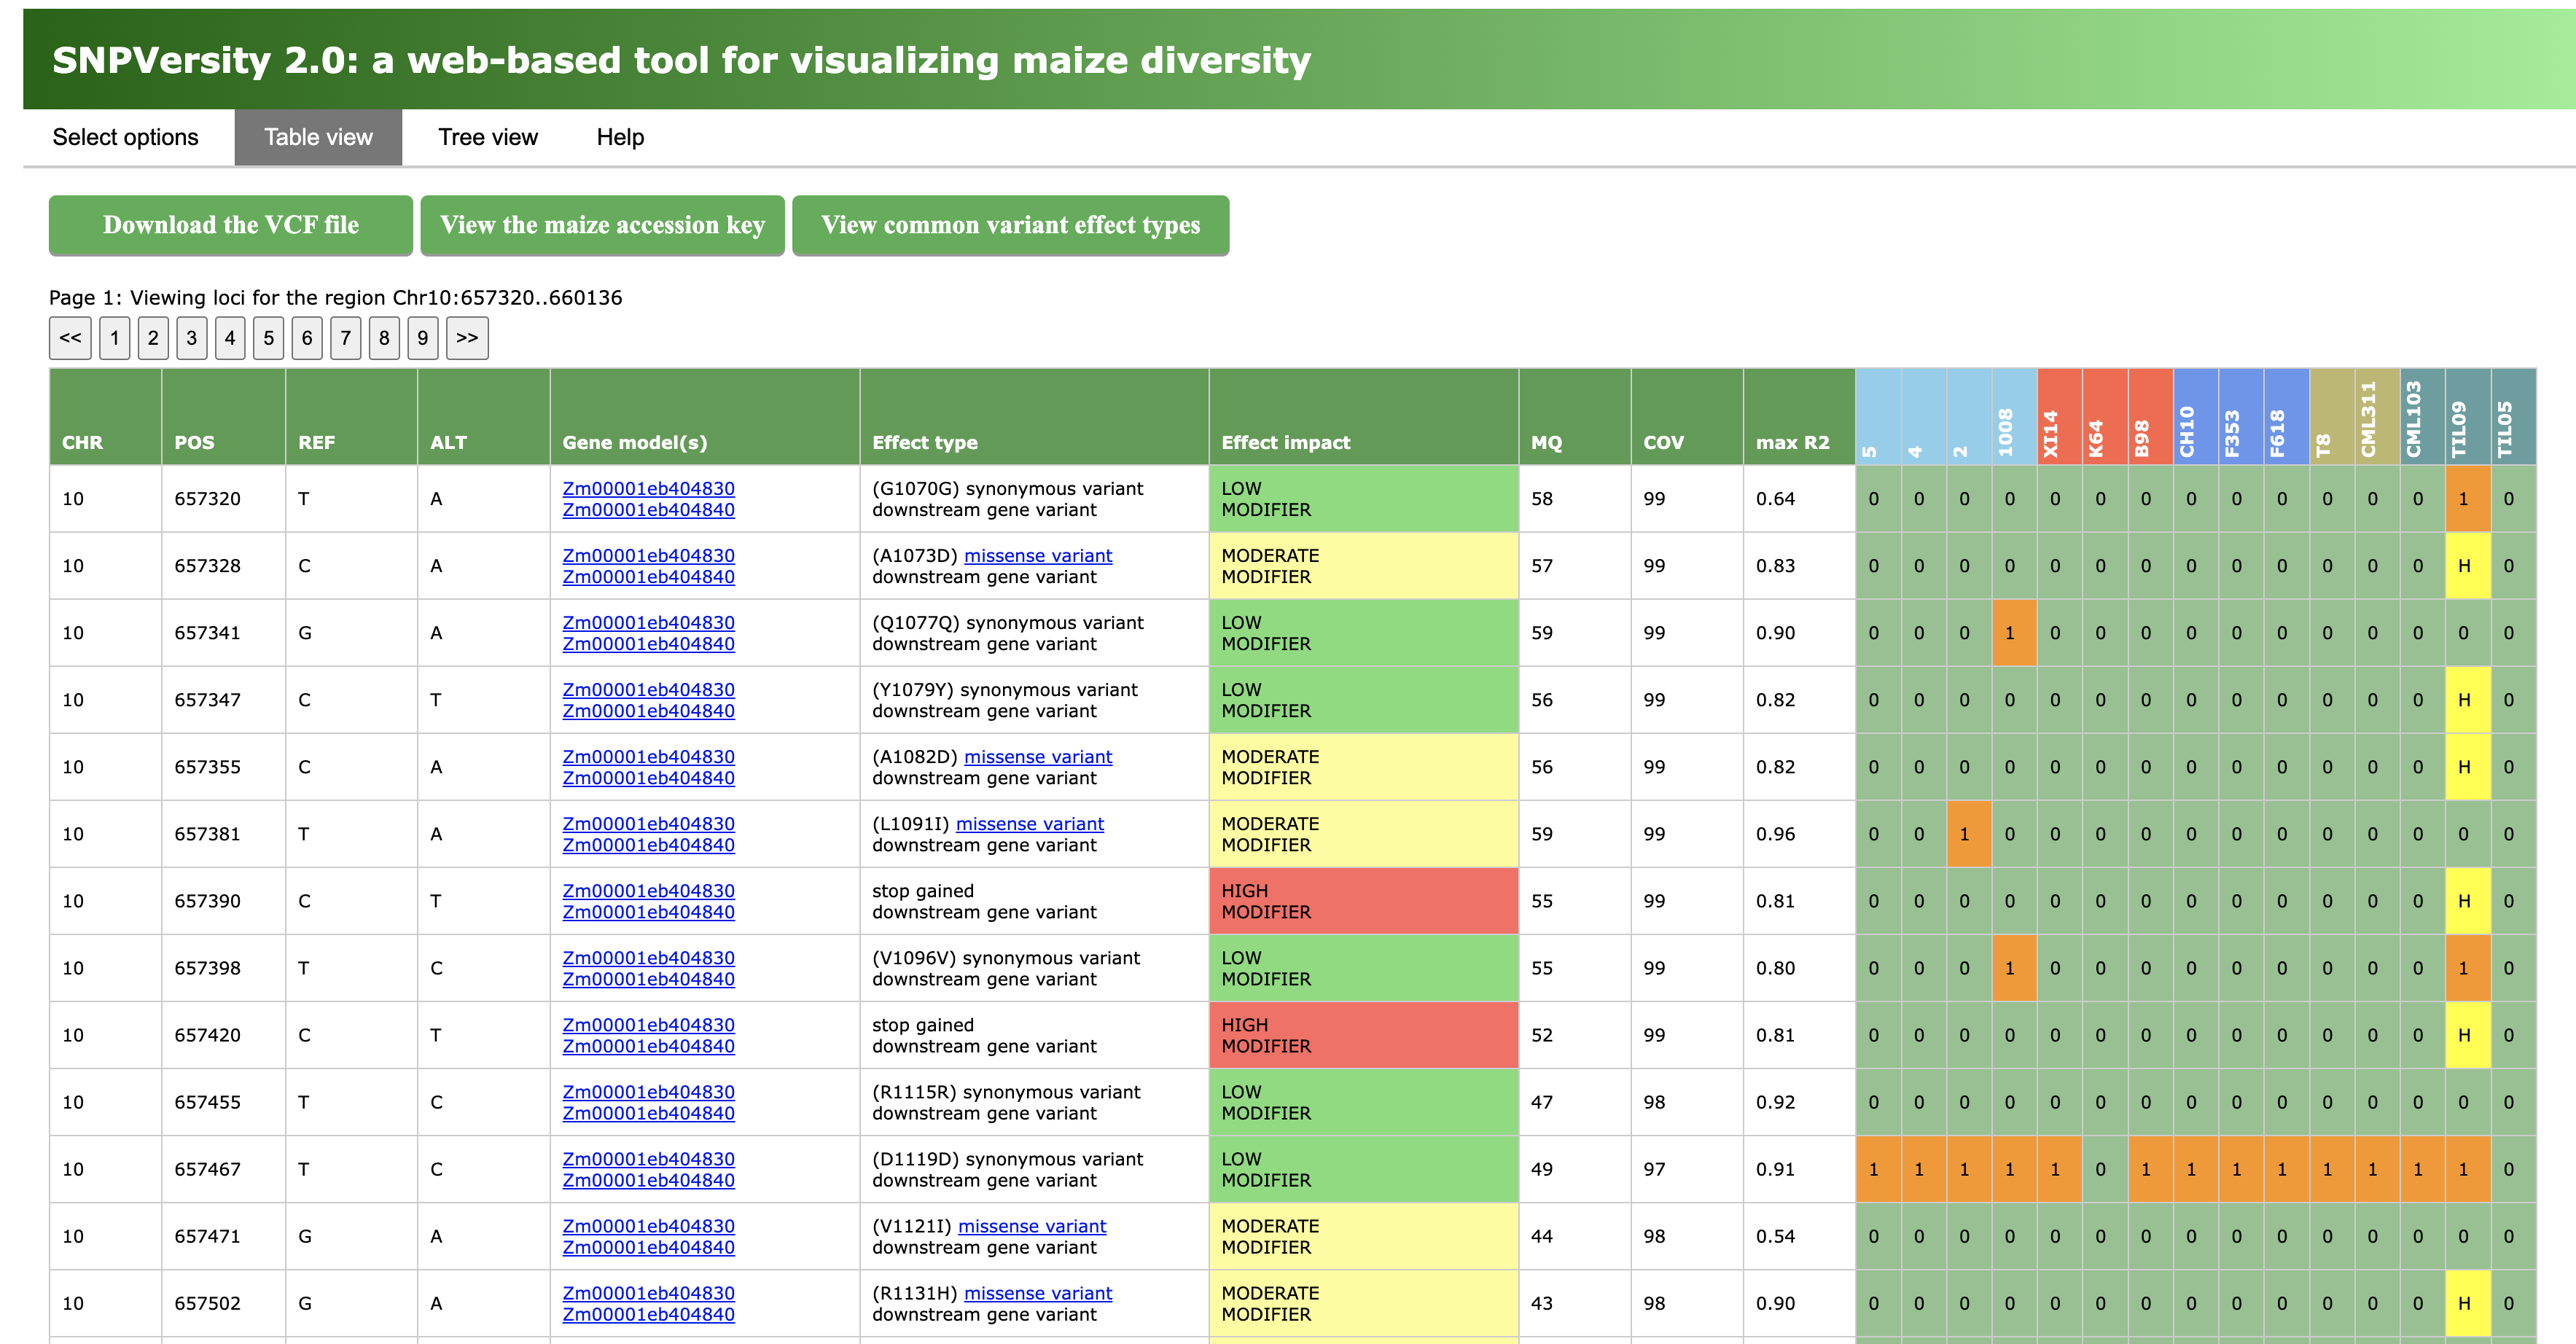 SNPVersity 2.0: a web-based tool for visualizing maize diversity
Select options Table view Tree view Help
Download the VCF file View the maize accession key View common variant effect types
Page 1: Viewing loci for the region Chr10:657320..660136
<< 1 2 3 4 5 6 7 8 9 >>
CHR POS REF ALT Gene model(s) Effect type Effect impact MQ COV max R2 5 4 2 1008 XI14 K64 B98 CH10 F353 F618 T8 CML311 CML103 TIL09 TIL05
10 657320 T A Zm00001eb404830 (G1070G) synonymous variant LOW 58 99 0.64 0 0 0 0 0 0 0 0 0 0 0 0 0 1 0
Zm00001eb404840 downstream gene variant MODIFIER
10 657328 C A Zm00001eb404830 (A1073D) missense variant MODERATE 57 99 0.83 0 0 0 0 0 0 0 0 0 0 0 0 0 H 0
Zm00001eb404840 downstream gene variant MODIFIER
10 657341 G A Zm00001eb404830 (Q1077Q) synonymous variant LOW 59 99 0.90 0 0 0 1 0 0 0 0 0 0 0 0 0 0 0
Zm00001eb404840 downstream gene variant MODIFIER
10 657347 C T Zm00001eb404830 (Y1079Y) synonymous variant LOW 56 99 0.82 0 0 0 0 0 0 0 0 0 0 0 0 0 H 0
Zm00001eb404840 downstream gene variant MODIFIER
10 657355 C A Zm00001eb404830 (A1082D) missense variant MODERATE 56 99 0.82 0 0 0 0 0 0 0 0 0 0 0 0 0 H 0
Zm00001eb404840 downstream gene variant MODIFIER
10 657381 T A Zm00001eb404830 (L1091I) missense variant MODERATE 59 99 0.96 0 0 1 0 0 0 0 0 0 0 0 0 0 0 0
Zm00001eb404840 downstream gene variant MODIFIER
10 657390 C T Zm00001eb404830 stop gained HIGH 55 99 0.81 0 0 0 0 0 0 0 0 0 0 0 0 0 H 0
Zm00001eb404840 downstream gene variant MODIFIER
10 657398 T C Zm00001eb404830 (V1096V) synonymous variant LOW 55 99 0.80 0 0 0 1 0 0 0 0 0 0 0 0 0 1 0
Zm00001eb404840 downstream gene variant MODIFIER
10 657420 C T Zm00001eb404830 stop gained HIGH 52 99 0.81 0 0 0 0 0 0 0 0 0 0 0 0 0 H 0
Zm00001eb404840 downstream gene variant MODIFIER
10 657455 T C Zm00001eb404830 (R1115R) synonymous variant LOW 47 98 0.92 0 0 0 0 0 0 0 0 0 0 0 0 0 0 0
Zm00001eb404840 downstream gene variant MODIFIER
10 657467 T C Zm00001eb404830 (D1119D) synonymous variant LOW 49 97 0.91 1 1 1 1 1 0 1 1 1 1 1 1 1 1 0
Zm00001eb404840 downstream gene variant MODIFIER
10 657471 G A Zm00001eb404830 (V1121I) missense variant MODERATE 44 98 0.54 0 0 0 0 0 0 0 0 0 0 0 0 0 0 0
Zm00001eb404840 downstream gene variant MODIFIER
10 657502 G A Zm00001eb404830 (R1131H) missense variant MODERATE 43 98 0.90 0 0 0 0 0 0 0 0 0 0 0 0 0 H 0
Zm00001eb404840 downstream gene variant MODIFIER